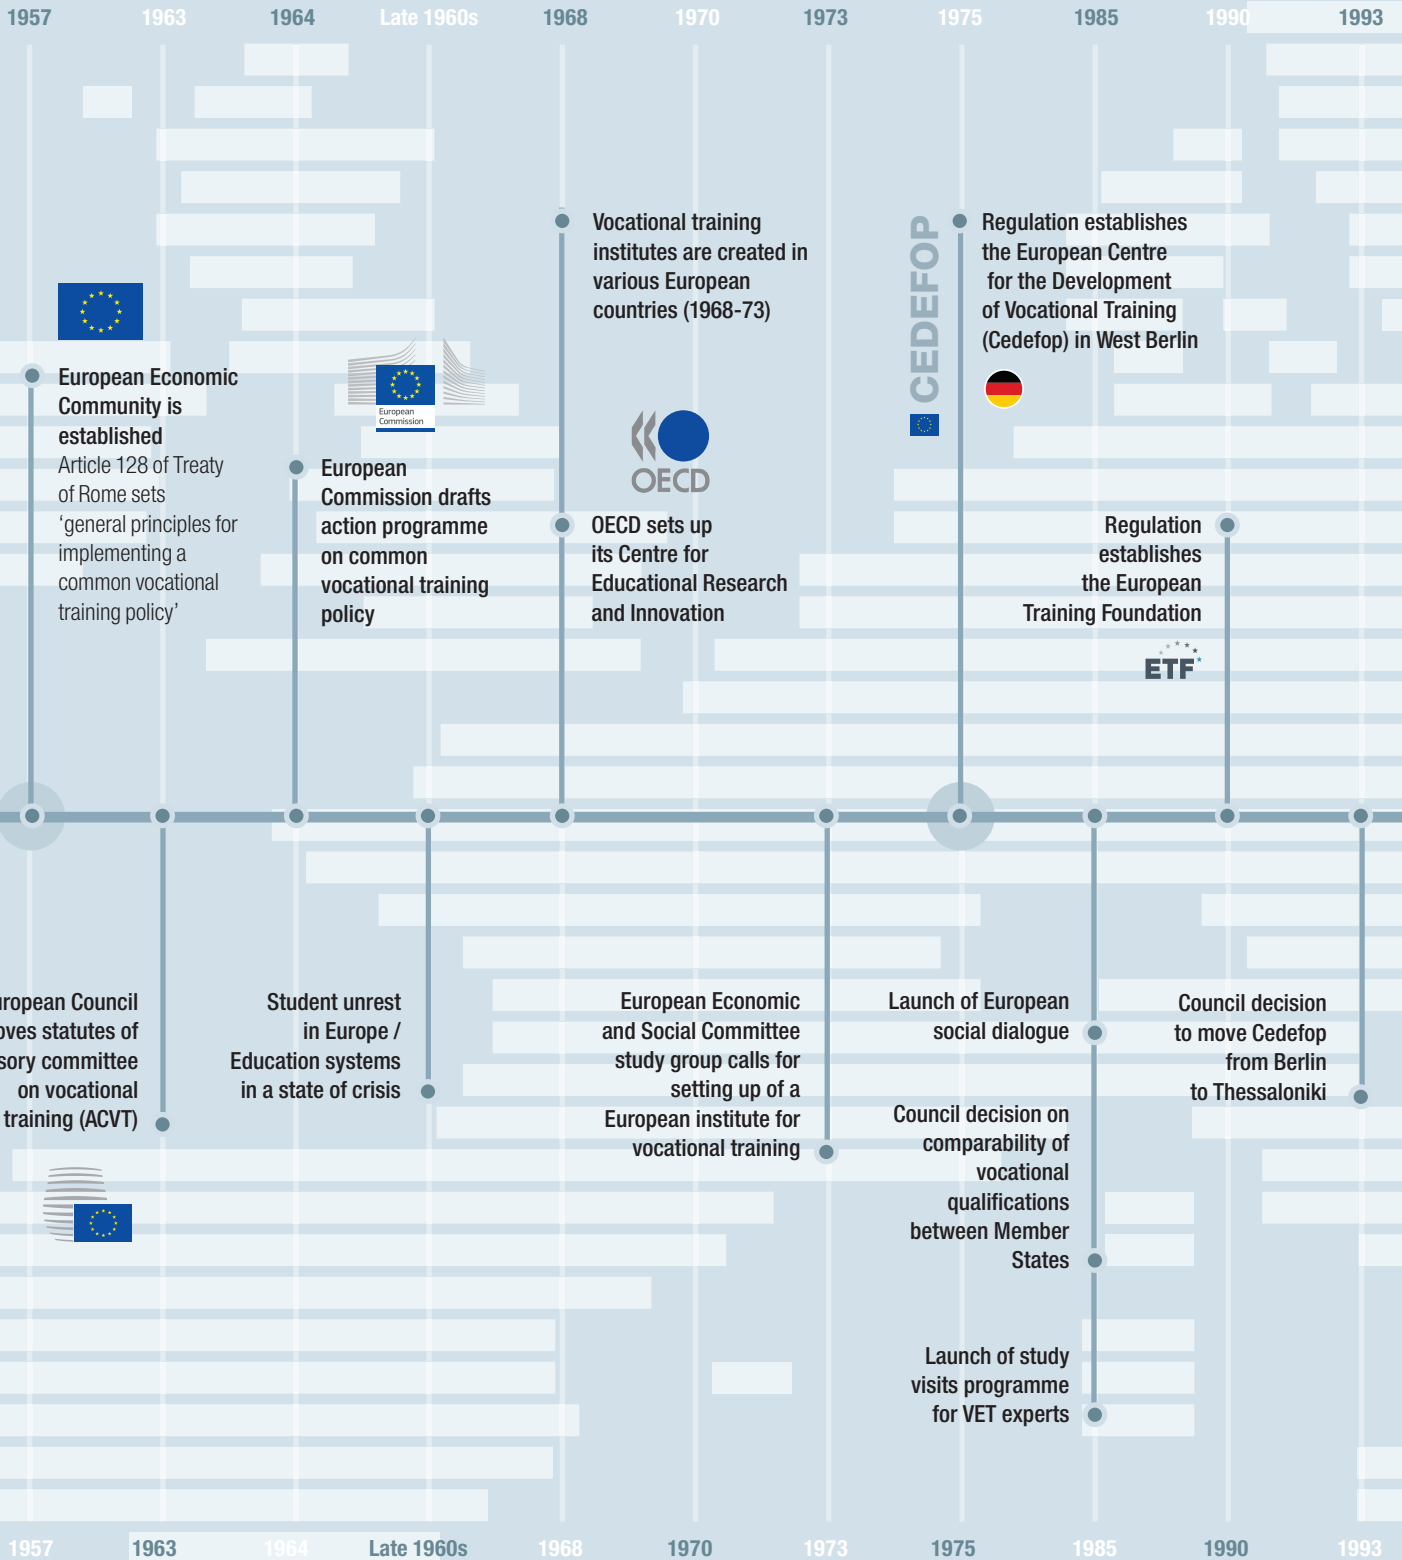 1957 1963 1964 Late 1960s 1968 1970 1973 1975 1985 1990 1993
European Economic
Community is
established
Article 128 of Treaty
of Rome sets
‘general principles for
implementing a
common vocational
training policy’
European
Commission
European
Commission drafts
action programme
on common
vocational training
policy
Vocational training
institutes are created in
various European
countries (1968-73)
OECD
OECD sets up
its Centre for
Educational Research
and Innovation
CEDEFOP
Regulation establishes
the European Centre
for the Development
of Vocational Training
(Cedefop) in West Berlin
Regulation
establishes
the European
Training Foundation
ETF
Council
statutes of
committee
on vocational
training (ACVT)
Student unrest
in Europe /
Education systems
in a state of crisis
European Economic
and Social Committee
study group calls for
setting up of a
European institute for
vocational training
Launch of European
social dialogue
Council decision on
comparability of
vocational
qualifications
between Member
States
Launch of study
visits programme
for VET experts
Council decision
to move Cedefop
from Berlin
to Thessaloniki
1957 1963 1964 Late 1960s 1968 1970 1973 1975 1985 1990 1993